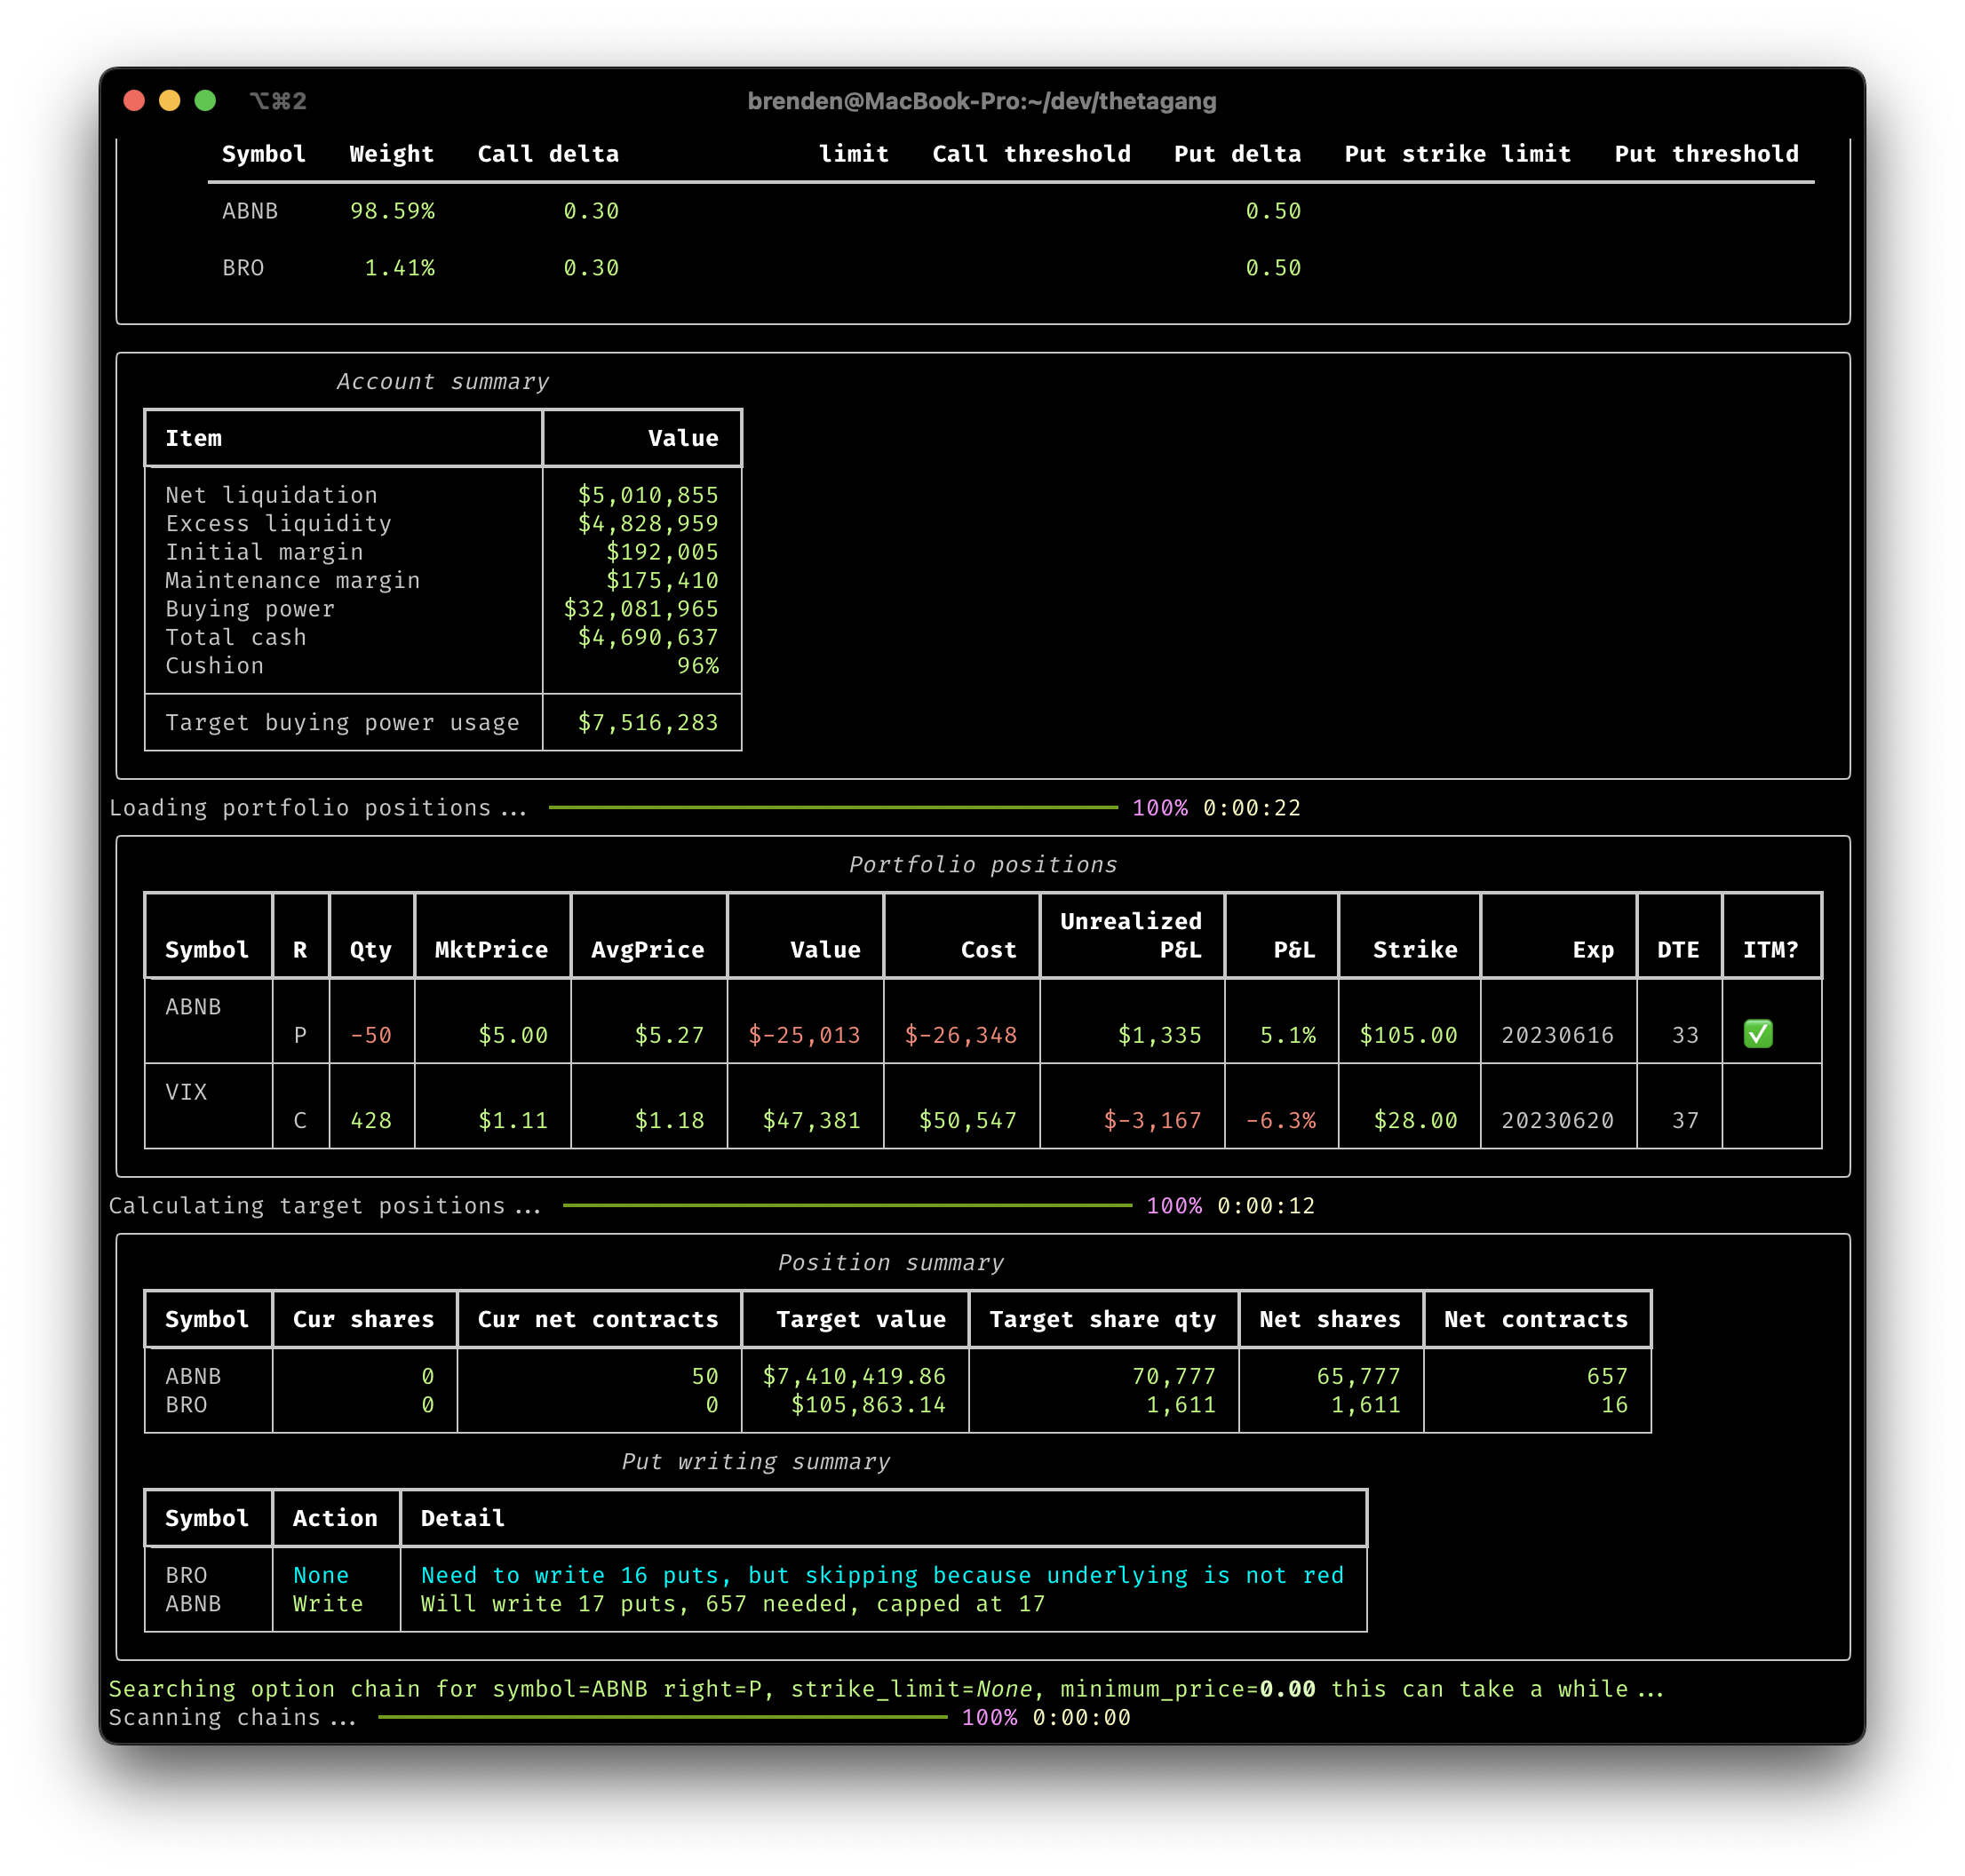 ⌥⌘2 brenden@MacBook-Pro:~/dev/thetagang
Symbol Weight Call delta limit Call threshold Put delta Put strike limit Put threshold
ABNB 98.59% 0.30 0.50
BRO 1.41% 0.30 0.50
Account summary
Item Value
Net liquidation $5,010,855
Excess liquidity $4,828,959
Initial margin $192,005
Maintenance margin $175,410
Buying power $32,081,965
Total cash $4,690,637
Cushion 96%
Target buying power usage $7,516,283
Loading portfolio positions... 100% 0:00:22
Portfolio positions
Unrealized
Symbol R Qty MktPrice AvgPrice Value Cost P&L P&L Strike Exp DTE ITM?
ABNB
P -50 $5.00 $5.27 $-25,013 $-26,348 $1,335 5.1% $105.00 20230616 33 ✅
VIX
C 428 $1.11 $1.18 $47,381 $50,547 $-3,167 -6.3% $28.00 20230620 37
Calculating target positions... 100% 0:00:12
Position summary
Symbol Cur shares Cur net contracts Target value Target share qty Net shares Net contracts
ABNB 0 50 $7,410,419.86 70,777 65,777 657
BRO 0 0 $105,863.14 1,611 1,611 16
Put writing summary
Symbol Action Detail
BRO None Need to write 16 puts, but skipping because underlying is not red
ABNB Write Will write 17 puts, 657 needed, capped at 17
Searching option chain for symbol=ABNB right=P, strike_limit=None, minimum_price=0.00 this can take a while...
Scanning chains... 100% 0:00:00